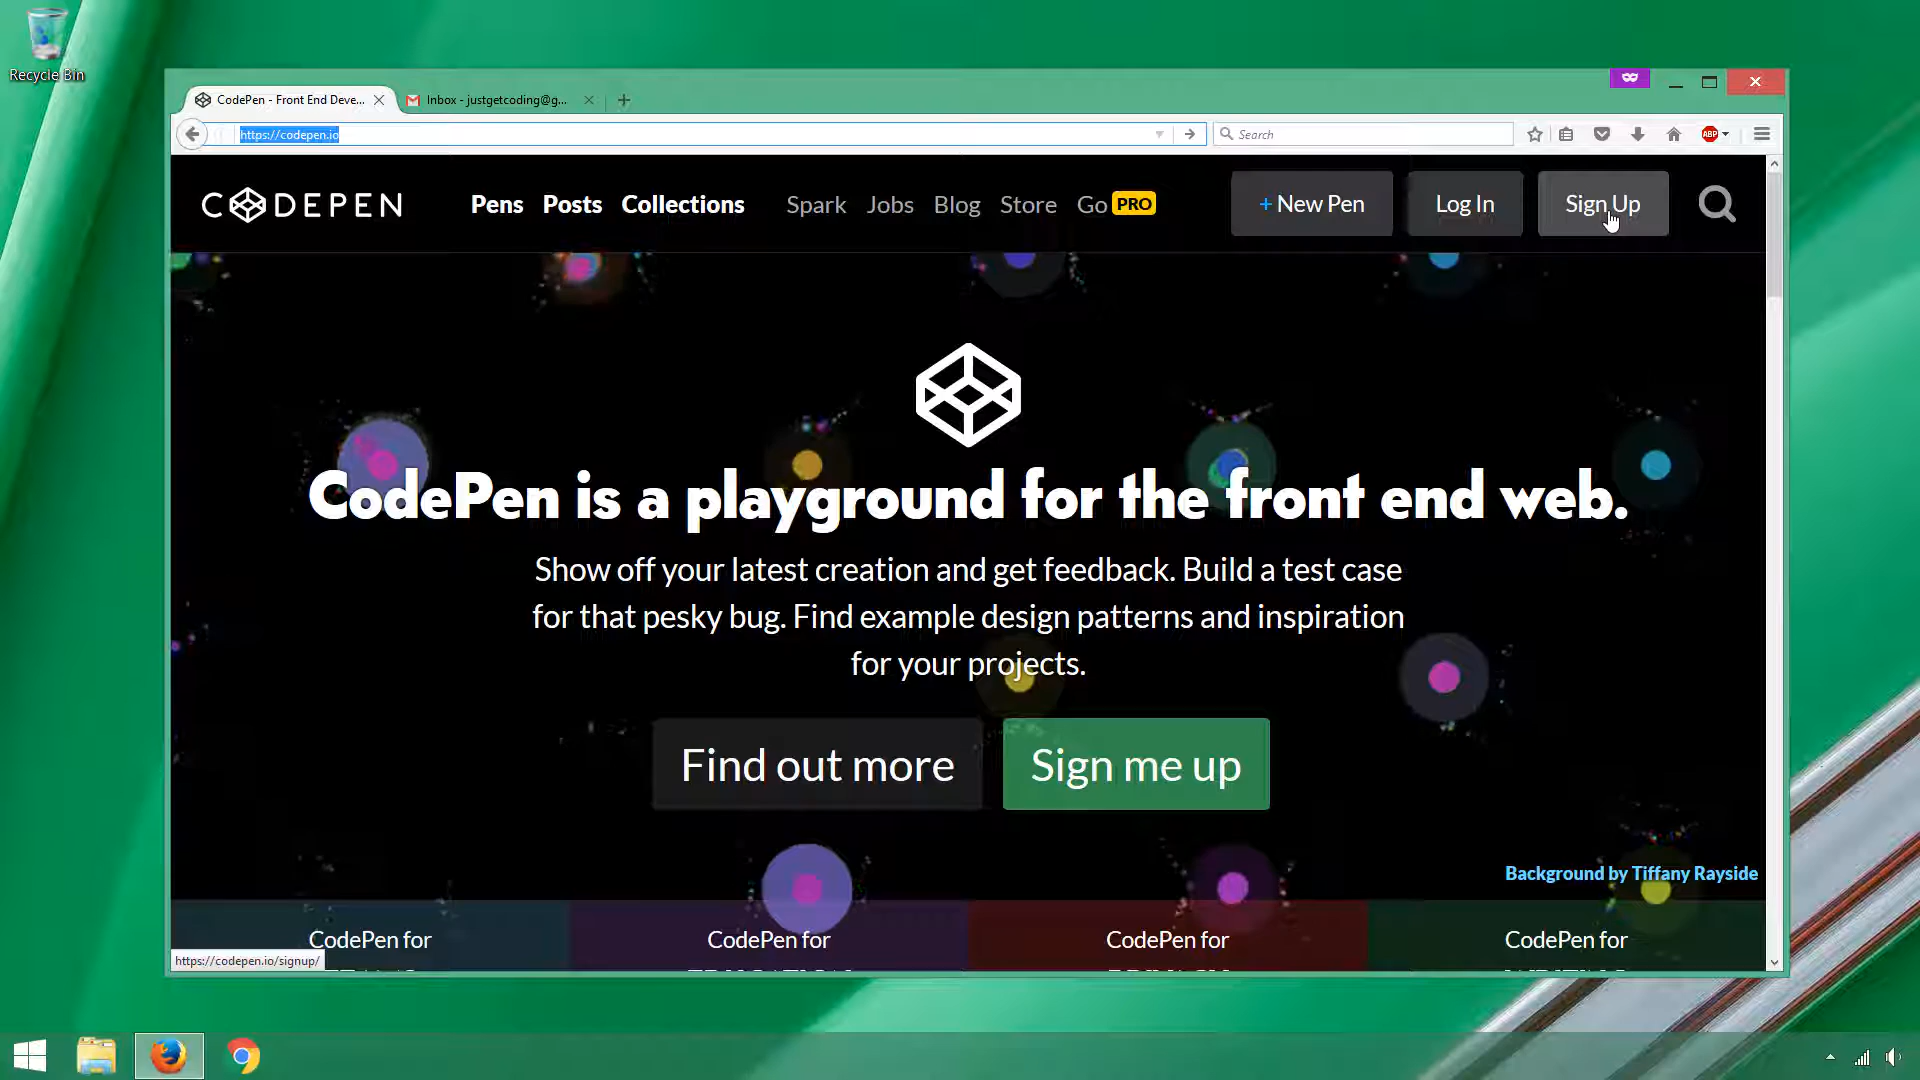 Recycle Bin
CodePen - Front End Deve...
Inbox - justgetcoding@g...
https://codepen.io
Search
ABP
CODEPEN
Pens Posts Collections Spark Jobs Blog Store Go PRO
+ New Pen
Log In
Sign Up
CodePen is a playground for the front end web.
Show off your latest creation and get feedback. Build a test case
for that pesky bug. Find example design patterns and inspiration
for your projects.
Find out more
Sign me up
Background by Tiffany Rayside
CodePen for
CodePen for
CodePen for
CodePen for
https://codepen.io/signup/